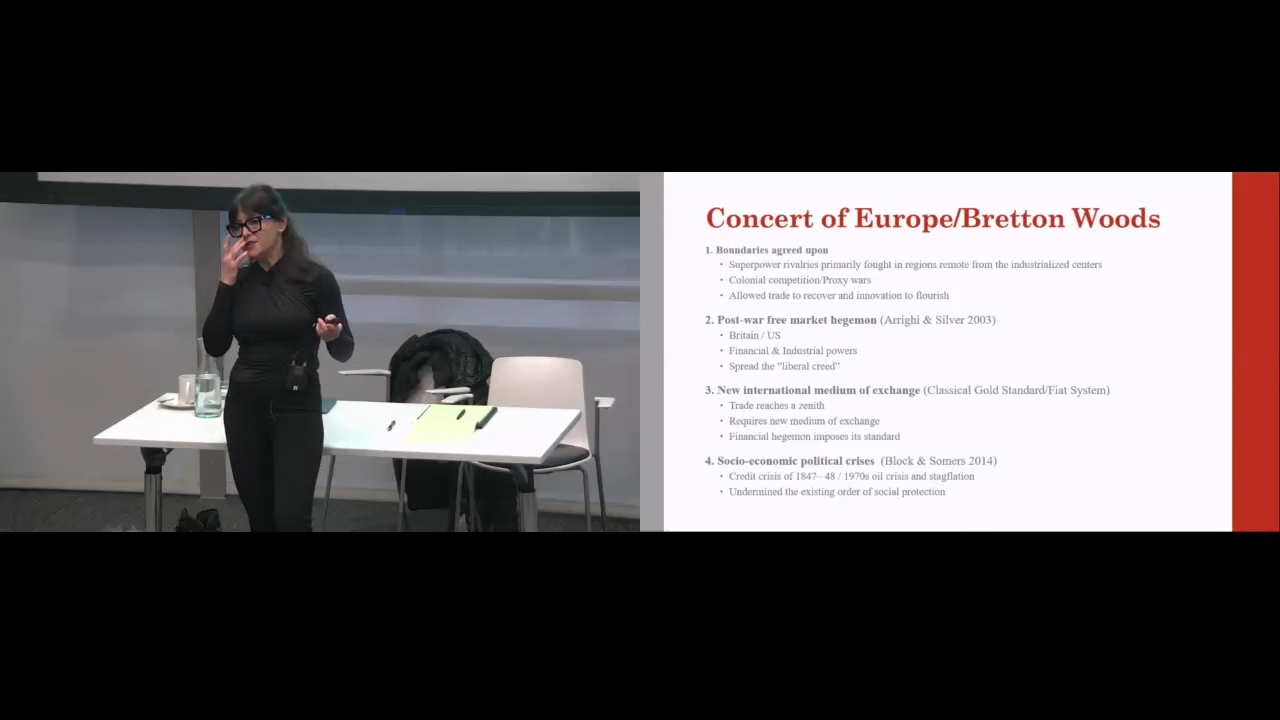 Concert of Europe/Bretton Woods
1. Boundaries agreed upon
• Superpower rivalries primarily fought in regions remote from the industrialized centers
• Colonial competition/Proxy wars
• Allowed trade to recover and innovation to flourish
2. Post-war free market hegemon (Arrighi & Silver 2003)
• Britain / US
• Financial & Industrial powers
• Spread the "liberal creed"
3. New international medium of exchange (Classical Gold Standard/Fiat System)
• Trade reaches a zenith
• Requires new medium of exchange
• Financial hegemon imposes its standard
4. Socio-economic political crises (Block & Somers 2014)
• Credit crisis of 1847–48 / 1970s oil crisis and stagflation
• Undermined the existing order of social protection